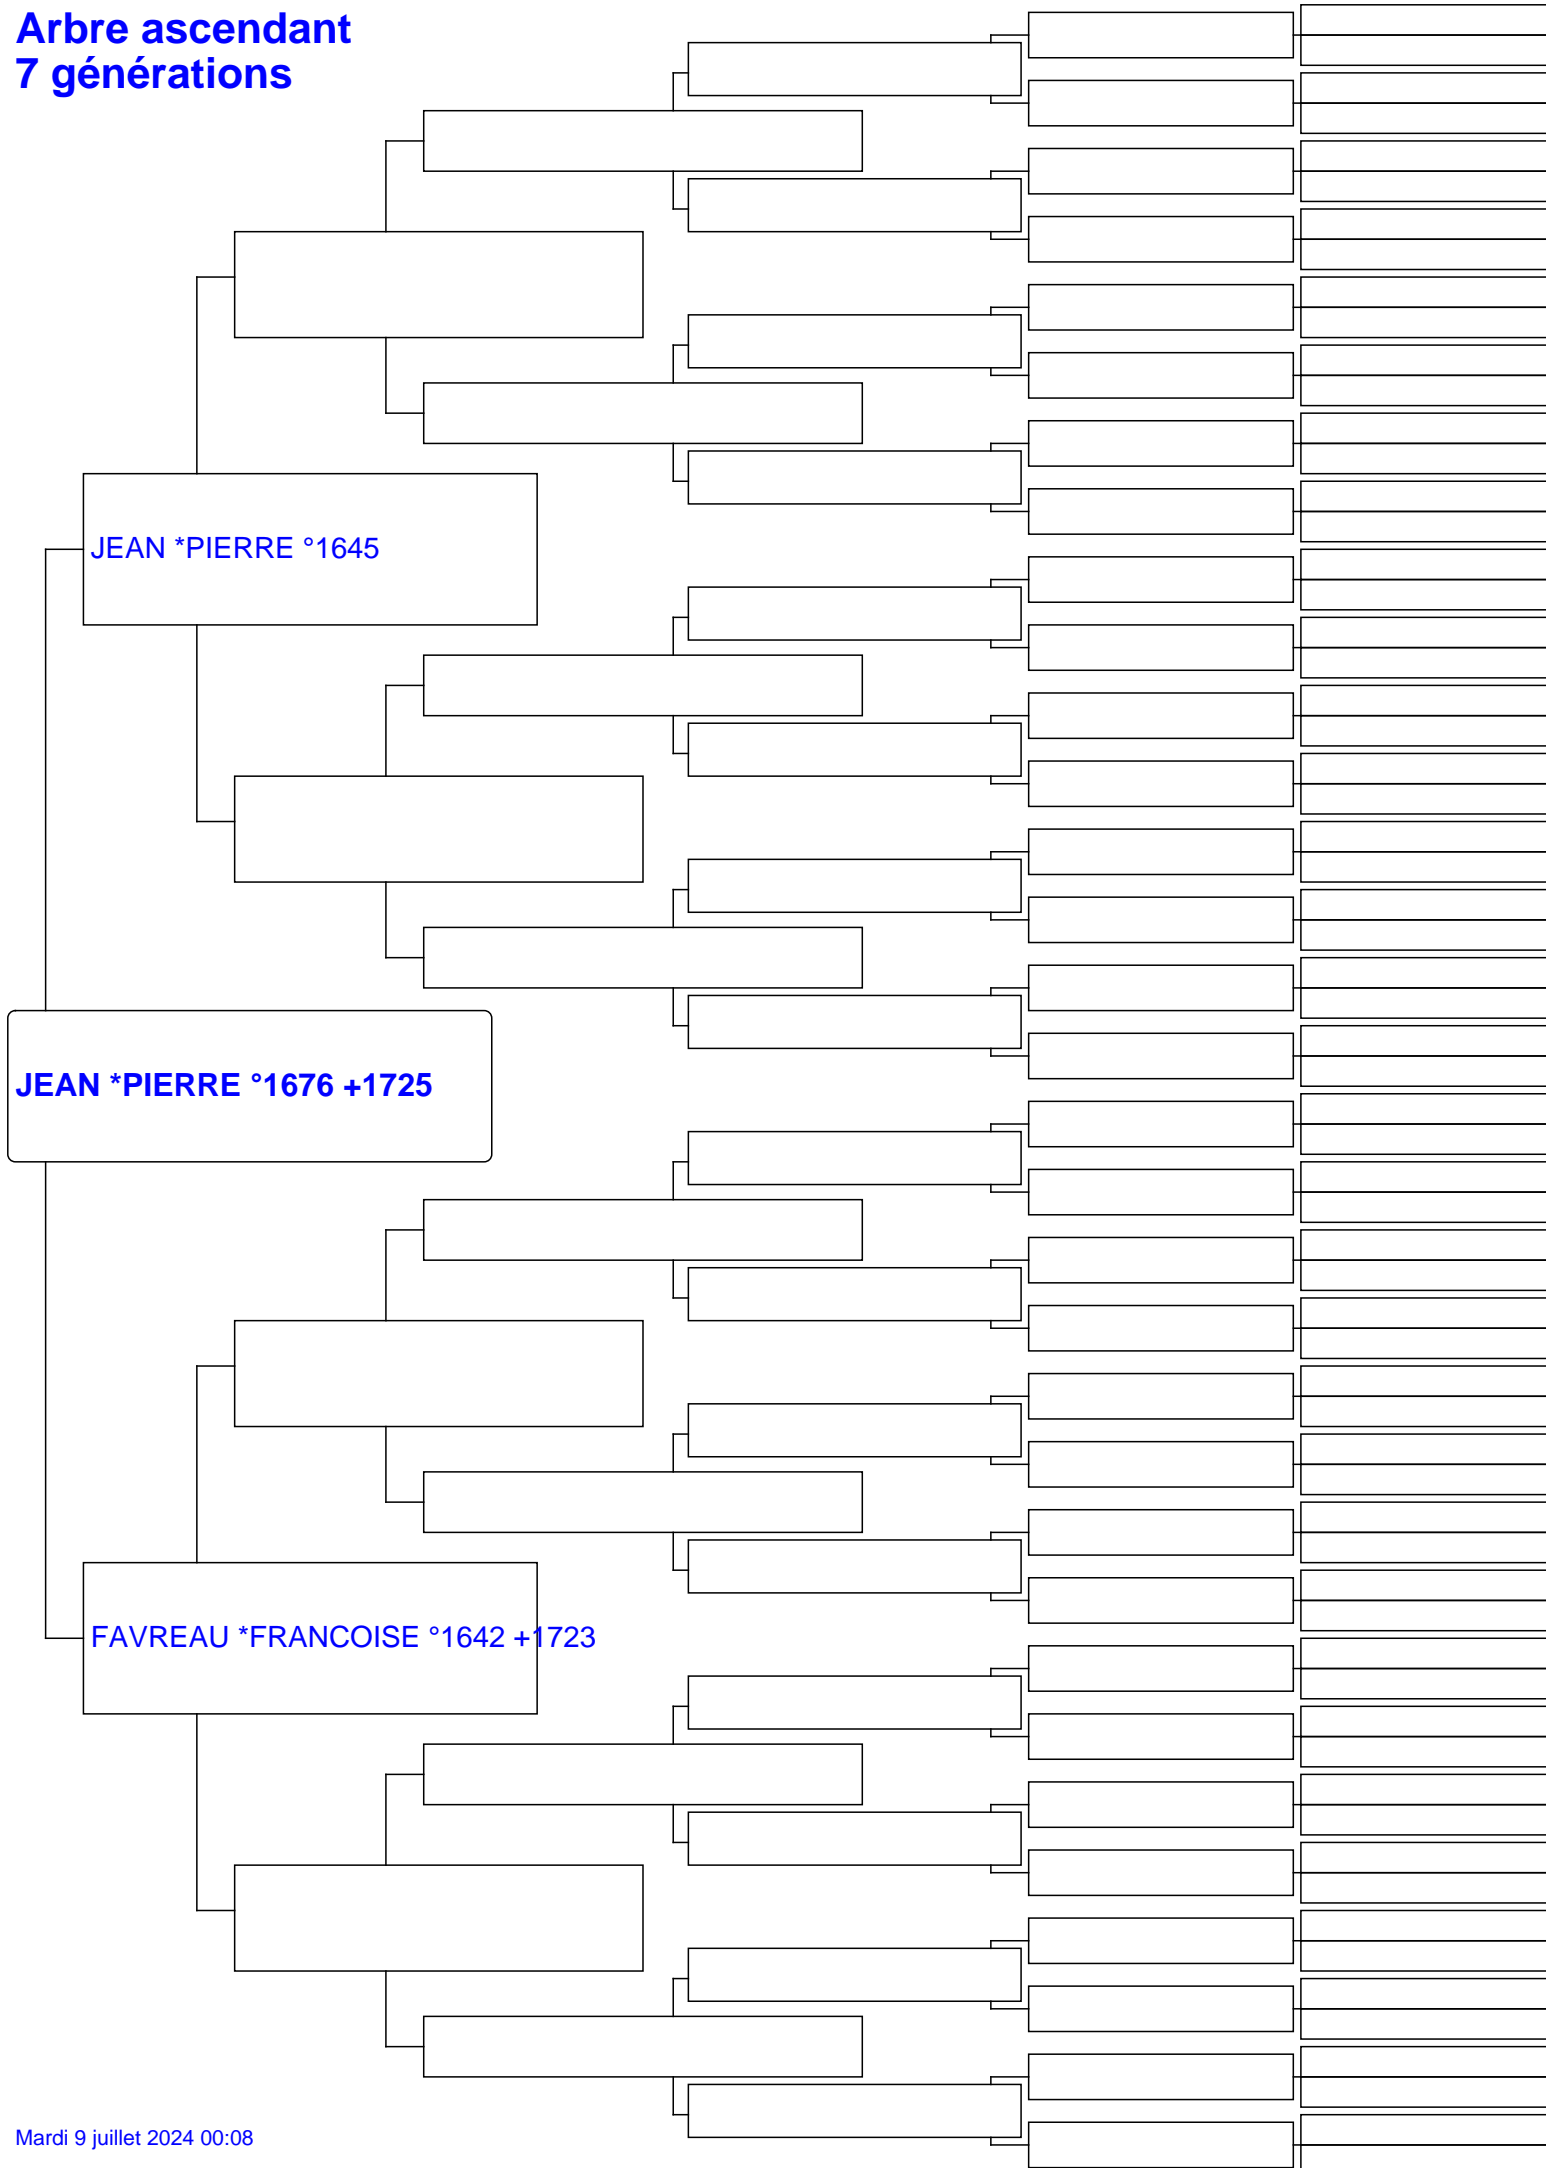 Arbre ascendant
7 générations
JEAN *PIERRE °1645
JEAN *PIERRE °1676 +1725
FAVREAU *FRANCOISE °1642 +1723
Mardi 9 juillet 2024 00:08